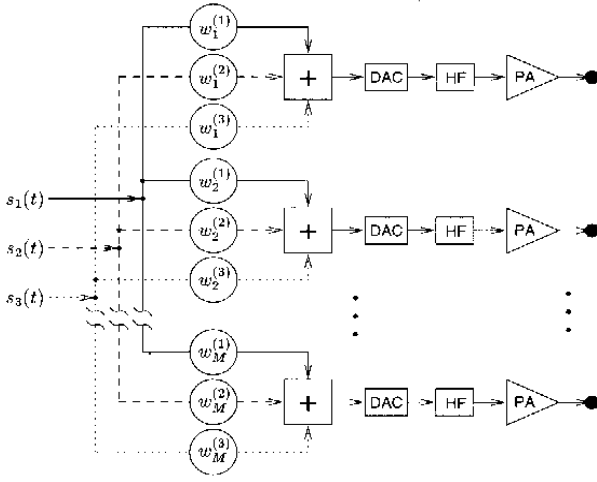 w_1^{(1)}
w_1^{(2)} + DAC HF PA
w_1^{(3)}
w_2^{(1)}
s_1(t)
w_2^{(2)} + DAC HF PA
s_2(t)
w_2^{(3)}
s_3(t)
w_M^{(1)}
w_M^{(2)} + DAC HF PA
w_M^{(3)}